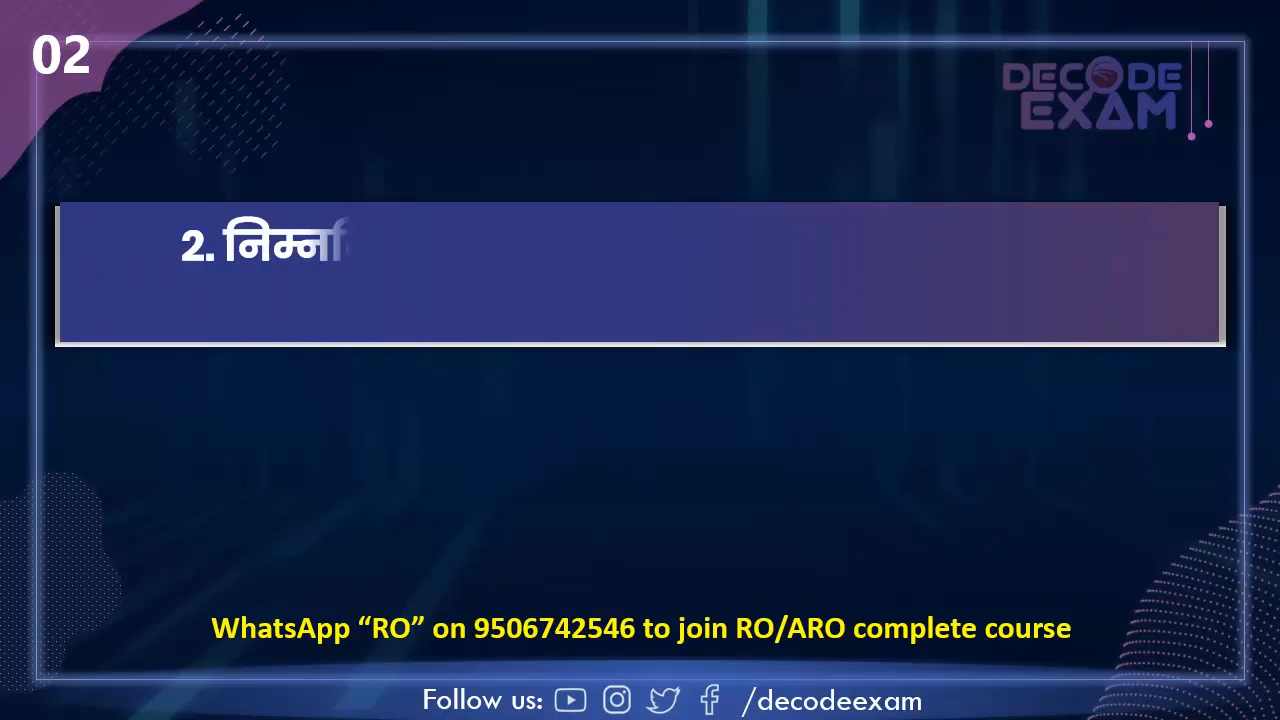 02
DECODE
EXAM
2.
WhatsApp “RO” on 9506742546 to join RO/ARO complete course
Follow us: /decodeexam